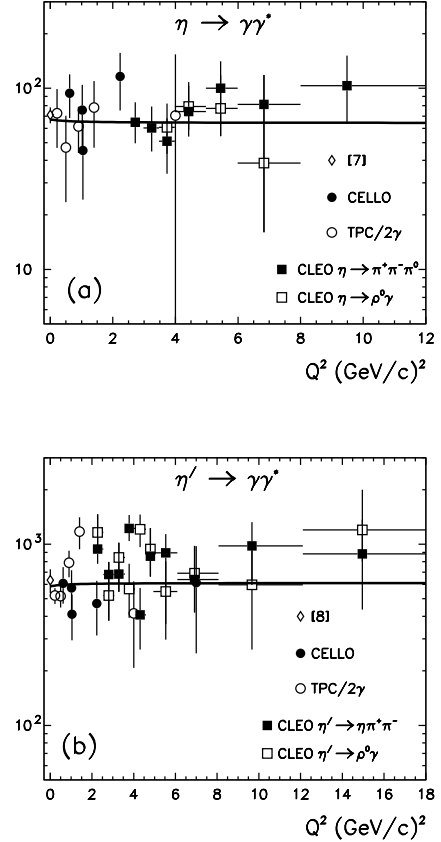 η → γγ*
10²
◇ [7]
● CELLO
○ TPC/2γ
10
■ CLEO η→π⁺π⁻π⁰
(a)
□ CLEO η→ρ⁰γ
0 2 4 6 8 10 12
Q² (GeV/c)²
η′ → γγ*
10³
◇ [8]
● CELLO
○ TPC/2γ
10²
■ CLEO η′→ηπ⁺π⁻
(b)
□ CLEO η′→ρ⁰γ
0 2 4 6 8 10 12 14 16 18
Q² (GeV/c)²